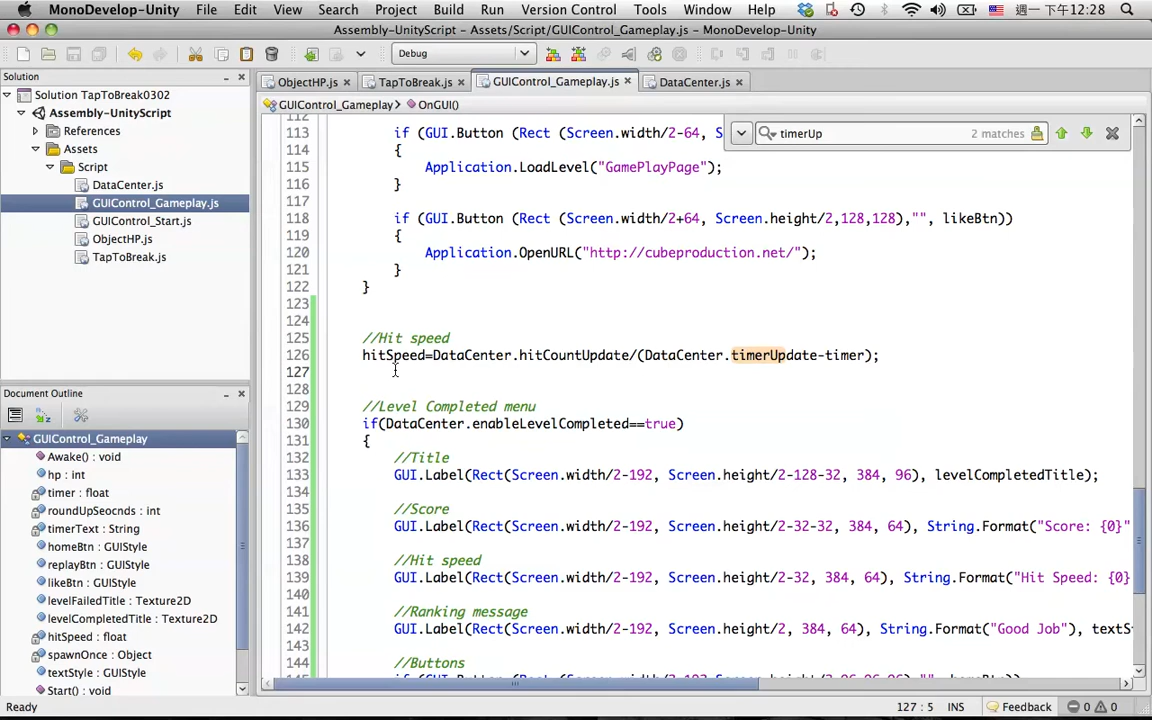 MonoDevelop-Unity File Edit View Search Project Build Run Version Control Tools Window Help 週一 下午12:28
Assembly-UnityScript - Assets/Script/GUIControl_Gameplay.js - MonoDevelop-Unity
Debug
Solution
Solution TapToBreak0302
Assembly-UnityScript
References
Assets
Script
DataCenter.js
GUIControl_Gameplay.js
GUIControl_Start.js
ObjectHP.js
TapToBreak.js
Document Outline
GUIControl_Gameplay
Awake() : void
hp : int
timer : float
roundUpSeocnds : int
timerText : String
homeBtn : GUIStyle
replayBtn : GUIStyle
likeBtn : GUIStyle
levelFailedTitle : Texture2D
levelCompletedTitle : Texture2D
hitSpeed : float
spawnOnce : Object
textStyle : GUIStyle
Start() : void
ObjectHP.js TapToBreak.js GUIControl_Gameplay.js DataCenter.js
GUIControl_Gameplay OnGUI()
timerUp 2 matches
112
113 if (GUI.Button (Rect (Screen.width/2-64, S
114 {
115 Application.LoadLevel("GamePlayPage");
116 }
117
118 if (GUI.Button (Rect (Screen.width/2+64, Screen.height/2,128,128),"", likeBtn))
119 {
120 Application.OpenURL("http://cubeproduction.net/");
121 }
122 }
123
124
125 //Hit speed
126 hitSpeed=DataCenter.hitCountUpdate/(DataCenter.timerUpdate-timer);
127
128
129 //Level Completed menu
130 if(DataCenter.enableLevelCompleted==true)
131 {
132 //Title
133 GUI.Label(Rect(Screen.width/2-192, Screen.height/2-128-32, 384, 96), levelCompletedTitle);
134
135 //Score
136 GUI.Label(Rect(Screen.width/2-192, Screen.height/2-32-32, 384, 64), String.Format("Score: {0}"
137
138 //Hit speed
139 GUI.Label(Rect(Screen.width/2-192, Screen.height/2-32, 384, 64), String.Format("Hit Speed: {0}
140
141 //Ranking message
142 GUI.Label(Rect(Screen.width/2-192, Screen.height/2, 384, 64), String.Format("Good Job"), textS
143
144 //Buttons
Ready 127 : 5 INS Feedback 0 0